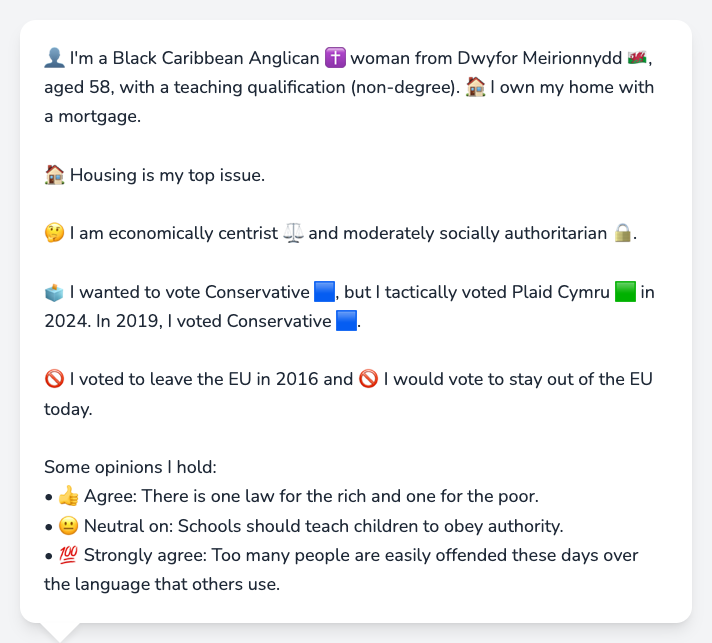 👤 I'm a Black Caribbean Anglican ✝️ woman from Dwyfor Meirionnydd 🏴󠁧󠁢󠁷󠁬󠁳󠁿,
aged 58, with a teaching qualification (non-degree). 🏠 I own my home with
a mortgage.
🏠 Housing is my top issue.
🤔 I am economically centrist ⚖️ and moderately socially authoritarian 🔒.
🗳️ I wanted to vote Conservative 🟦, but I tactically voted Plaid Cymru 🟩 in
2024. In 2019, I voted Conservative 🟦.
🚫 I voted to leave the EU in 2016 and 🚫 I would vote to stay out of the EU
today.
Some opinions I hold:
• 👍 Agree: There is one law for the rich and one for the poor.
• 😐 Neutral on: Schools should teach children to obey authority.
• 💯 Strongly agree: Too many people are easily offended these days over
the language that others use.